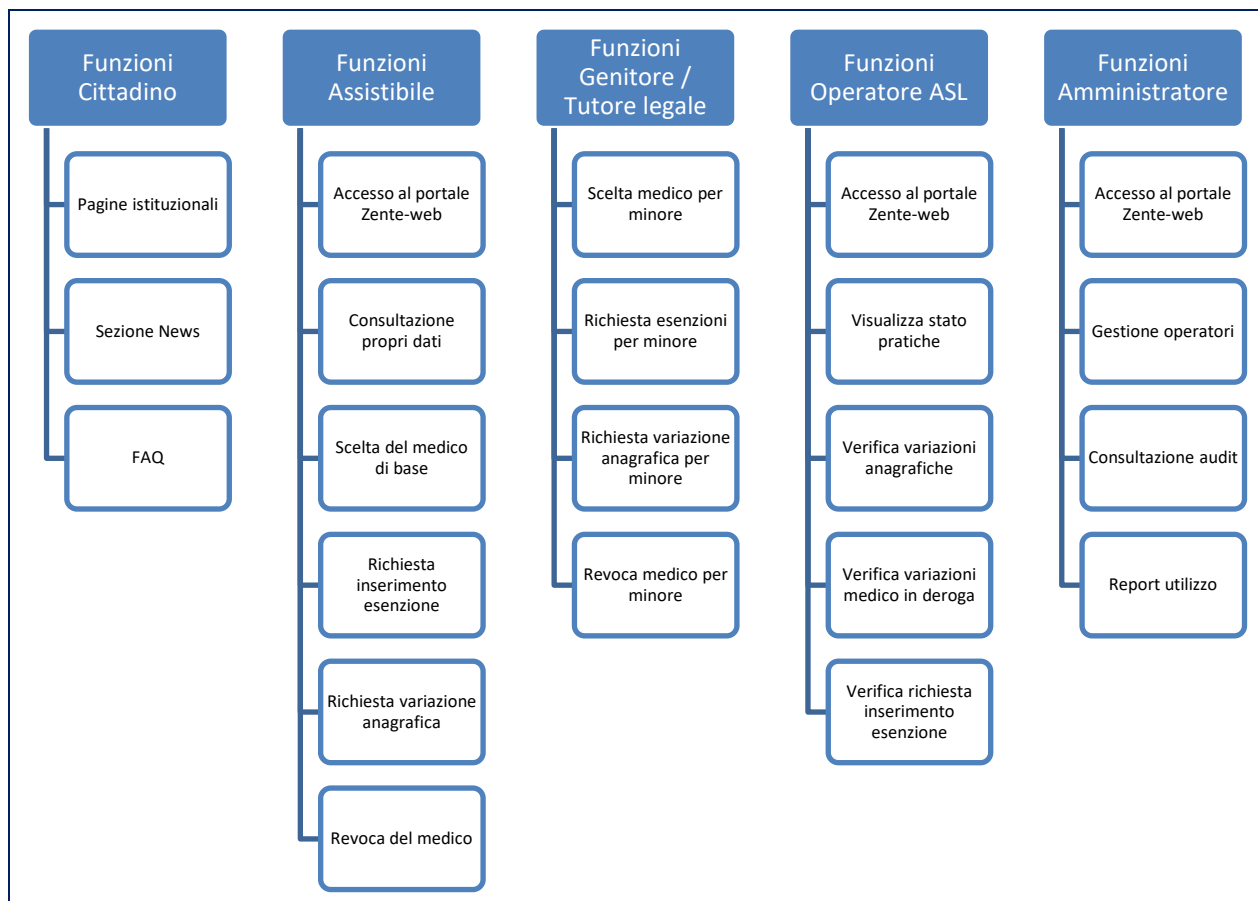 Funzioni
Cittadino
Pagine istituzionali
Sezione News
FAQ
Funzioni
Assistibile
Accesso al portale
Zente-web
Consultazione
propri dati
Scelta del medico
di base
Richiesta
inserimento
esenzione
Richiesta variazione
anagrafica
Revoca del medico
Funzioni
Genitore /
Tutore legale
Scelta medico per
minore
Richiesta esenzioni
per minore
Richiesta variazione
anagrafica per
minore
Revoca medico per
minore
Funzioni
Operatore ASL
Accesso al portale
Zente-web
Visualizza stato
pratiche
Verifica variazioni
anagrafiche
Verifica variazioni
medico in deroga
Verifica richiesta
inserimento
esenzione
Funzioni
Amministratore
Accesso al portale
Zente-web
Gestione operatori
Consultazione audit
Report utilizzo